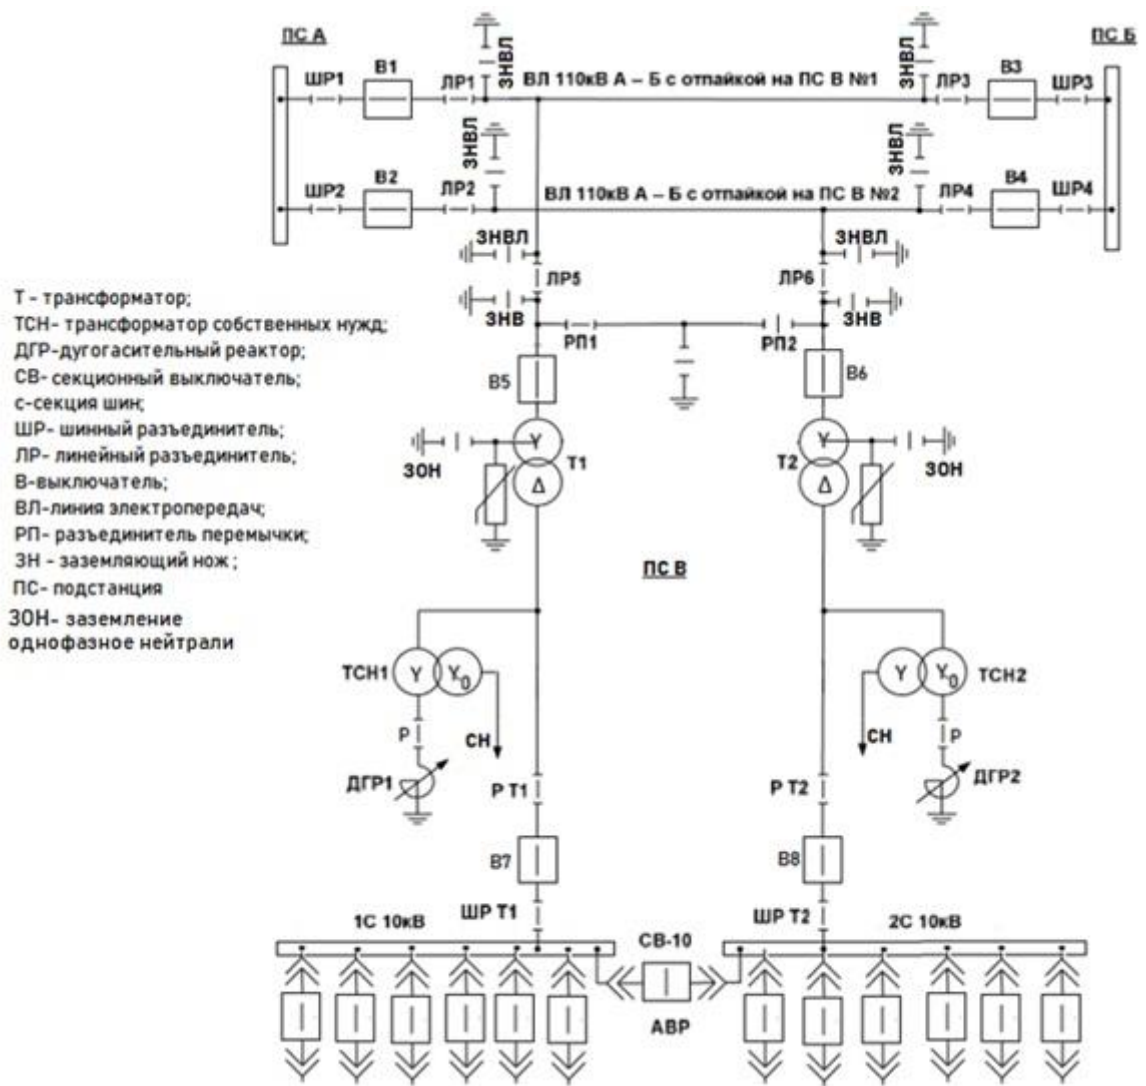 ПС А
ПС Б
ШР1
В1
ЛР1
ЗНВЛ
ВЛ 110кВ А – Б с отпайкой на ПС В №1
ЗНВЛ
ЛР3
В3
ШР3
ШР2
В2
ЛР2
ЗНВЛ
ВЛ 110кВ А – Б с отпайкой на ПС В №2
ЗНВЛ
ЛР4
В4
ШР4
ЗНВЛ
ЗНВЛ
ЛР5
ЛР6
ЗНВ
ЗНВ
РП1
РП2
В5
В6
Т - трансформатор;
ТСН- трансформатор собственных нужд;
ДГР-дугогасительный реактор;
СВ- секционный выключатель;
с-секция шин;
ШР- шинный разъединитель;
ЛР- линейный разъединитель;
В-выключатель;
ВЛ-линия электропередач;
РП- разъединитель перемычки;
ЗН - заземляющий нож ;
ПС- подстанция
ЗОН- заземление
однофазное нейтрали
ЗОН
Y
Т1
Δ
Y
Т2
Δ
ЗОН
ПС В
ТСН1
Y
Y0
Y
Y0
ТСН2
Р
СН
СН
Р
ДГР1
ДГР2
Р Т1
Р Т2
В7
В8
ШР Т1
ШР Т2
1С 10кВ
СВ-10
2С 10кВ
АВР